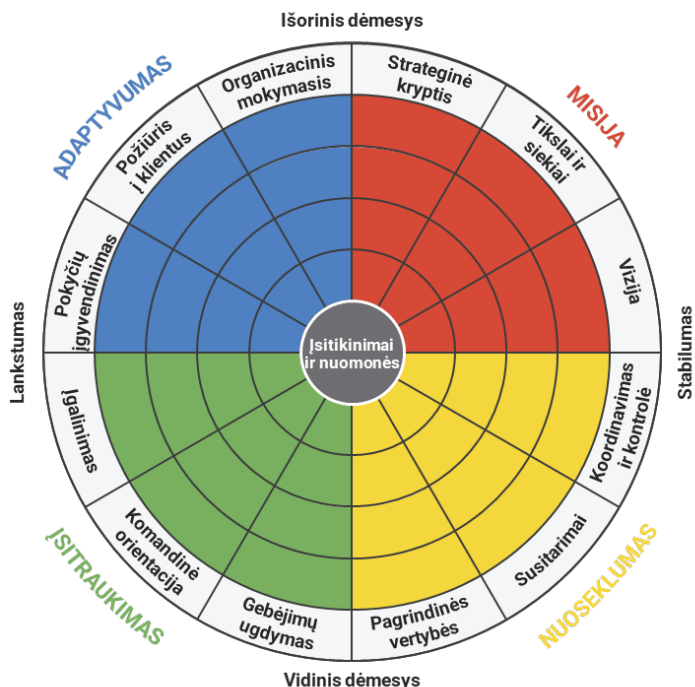 Išorinis dėmesys
ADAPTYVUMAS
MISIJA
Organizacinis
mokymasis
Strateginė
kryptis
Požiūris
į klientus
Tikslai ir
siekiai
Pokyčių
įgyvendinimas
Vizija
Lankstumas
Įsitikinimai
ir nuomonės
Stabilumas
Įgalinimas
Koordinavimas
ir kontrolė
Komandinė
orientacija
Susitarimai
Gebėjimų
ugdymas
Pagrindinės
vertybės
ĮSITRAUKIMAS
NUOSEKLUMAS
Vidinis dėmesys